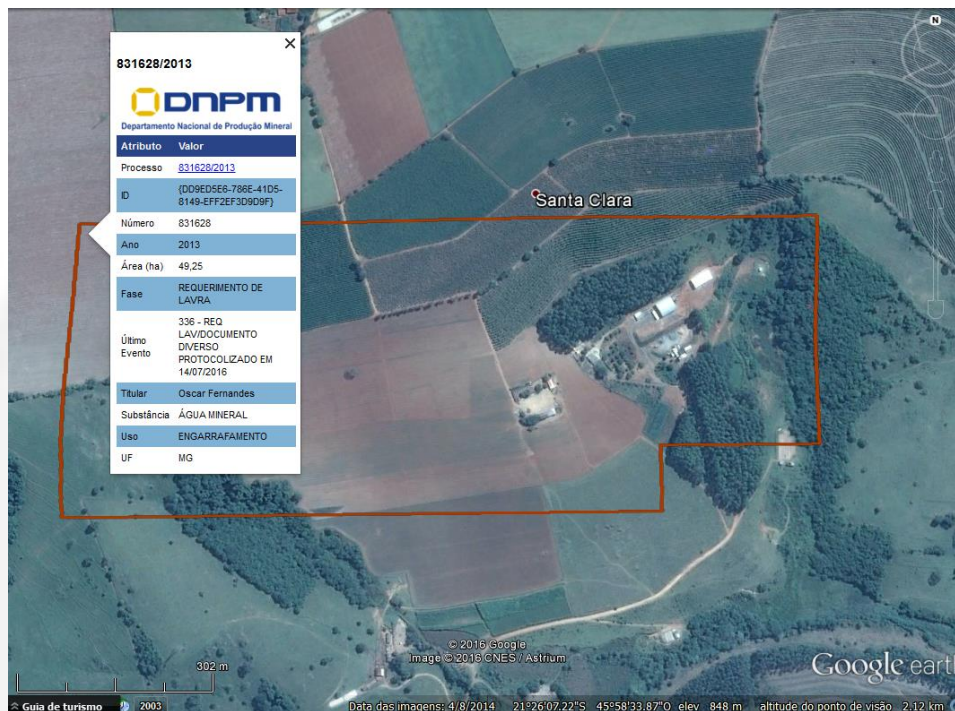 N
831628/2013
DNPM
Departamento Nacional de Produção Mineral
Atributo Valor
Processo 831628/2013
ID {DD9ED5E6-786E-41D5-
8149-EFF2EF3D9D9F}
Número 831628
Ano 2013
Área (ha) 49,25
Fase REQUERIMENTO DE
LAVRA
Último
Evento
336 - REQ
LAV/DOCUMENTO
DIVERSO
PROTOCOLIZADO EM
14/07/2016
Titular Oscar Fernandes
Substância ÁGUA MINERAL
Uso ENGARRAFAMENTO
UF MG
Santa Clara
© 2016 Google
Image © 2016 CNES / Astrium
Google earth
302 m
Guia de turismo 2003 Data das imagens: 4/8/2014 21°26'07.22"S 45°58'33.87"O elev 848 m altitude do ponto de visão 2.12 km